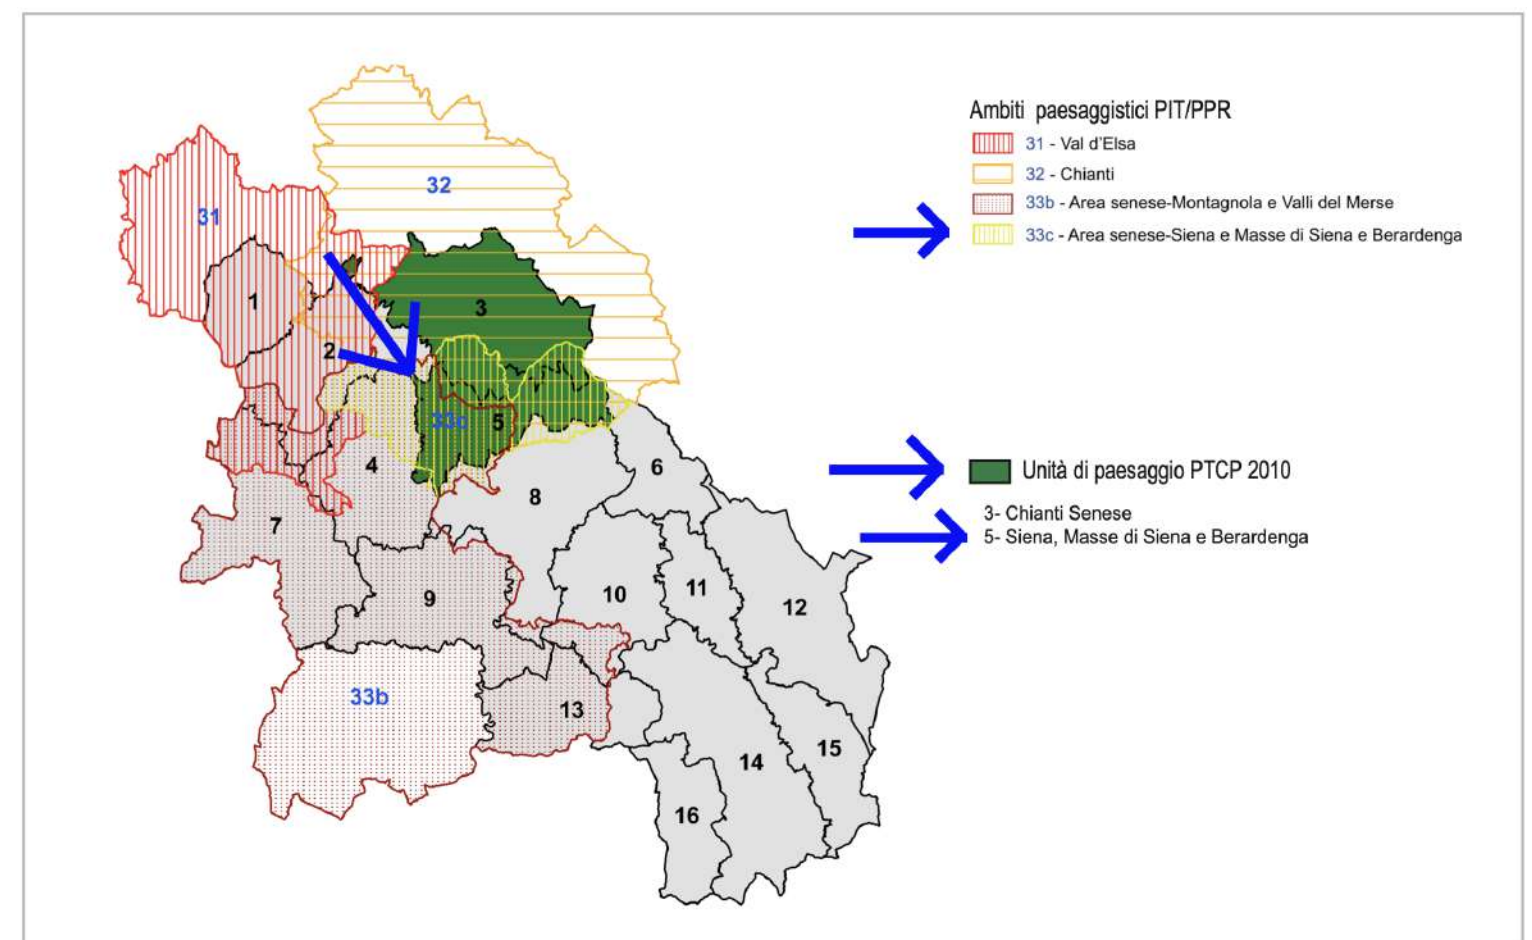 Ambiti paesaggistici PIT/PPR
31 - Val d'Elsa
32 - Chianti
33b - Area senese-Montagnola e Valli del Merse
33c - Area senese-Siena e Masse di Siena e Berardenga
Unità di paesaggio PTCP 2010
3- Chianti Senese
5- Siena, Masse di Siena e Berardenga
32
31
1
3
2
33c
5
4
6
8
7
10
11
12
9
33b
13
14
15
16